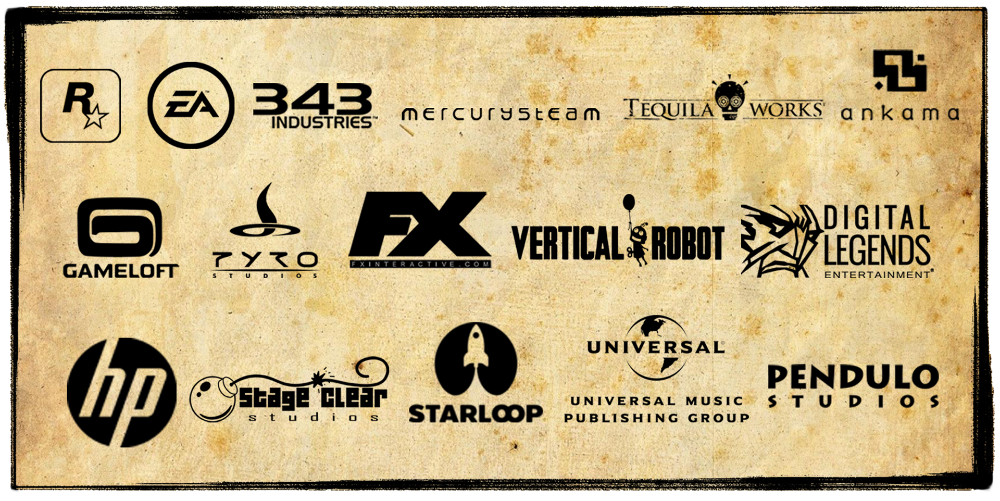 R
EA
343
INDUSTRIES™
mercurysteam
TEQUILA WORKS
ankama
GAMELOFT
PYRO
STUDIOS
FX
FXINTERACTIVE.COM
VERTICAL ROBOT
DIGITAL
LEGENDS
ENTERTAINMENT
hp
stage clear
studios
STARLOOP
UNIVERSAL
UNIVERSAL MUSIC
PUBLISHING GROUP
PENDULO
STUDIOS